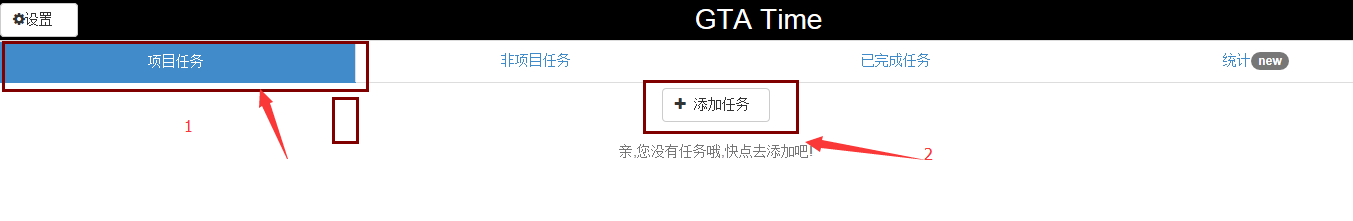 设置
GTA Time
项目任务
非项目任务
已完成任务
统计 new
添加任务
1
亲,您没有任务哦,快点去添加吧!
2